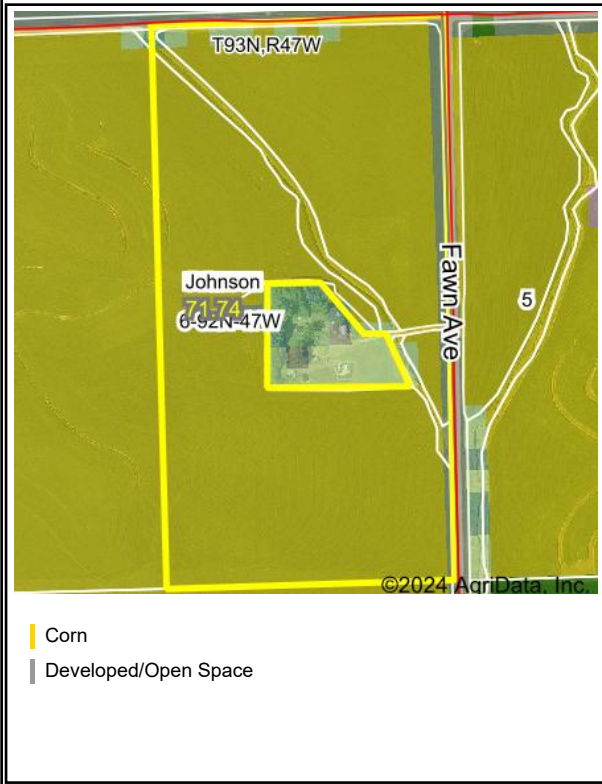 T93N,R47W
Fawn Ave
Johnson
71.74
6-92N-47W
5
©2024 AgriData, Inc.
Corn
Developed/Open Space